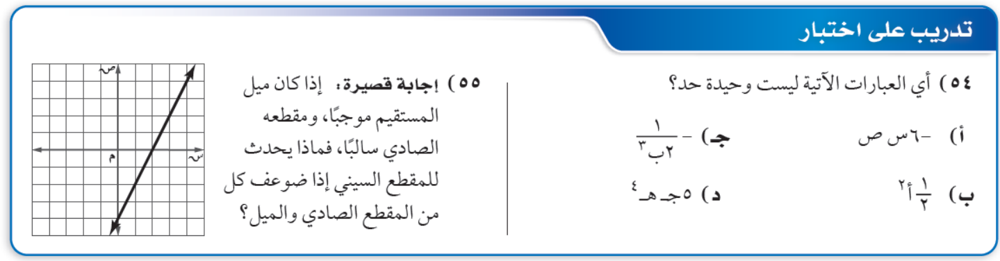 تدريب على اختبار
٥٤) أي العبارات الآتية ليست وحيدة حد؟
أ) -٦س ص
جـ) -١/٢ب٣
ب) ١/٢ أ٢
د) ٥جـ هـ٤
٥٥) إجابة قصيرة: إذا كان ميل
المستقيم موجبًا، ومقطعه
الصادي سالبًا، فماذا يحدث
للمقطع السيني إذا ضوعف كل
من المقطع الصادي والميل؟
ص
م
س